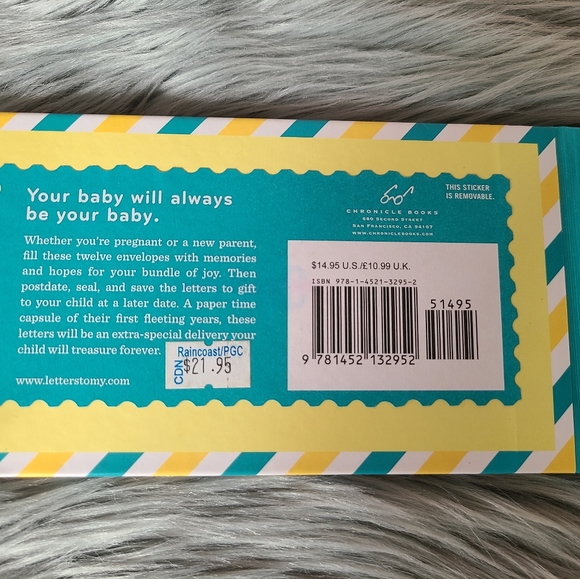 Your baby will always
be your baby.
Whether you're pregnant or a new parent,
fill these twelve envelopes with memories
and hopes for your bundle of joy. Then
postdate, seal, and save the letters to gift
to your child at a later date. A paper time
capsule of their first fleeting years, these
letters will be an extra-special delivery your
child will treasure forever.
www.letterstomy.com
Raincoast/PGC
CDN
$21.95
CHRONICLE BOOKS
680 SECOND STREET
SAN FRANCISCO, CA 94107
WWW.CHRONICLEBOOKS.COM
THIS STICKER
IS REMOVABLE.
$14.95 U.S./£10.99 U.K.
ISBN 978-1-4521-3295-2
51495
9 781452 132952